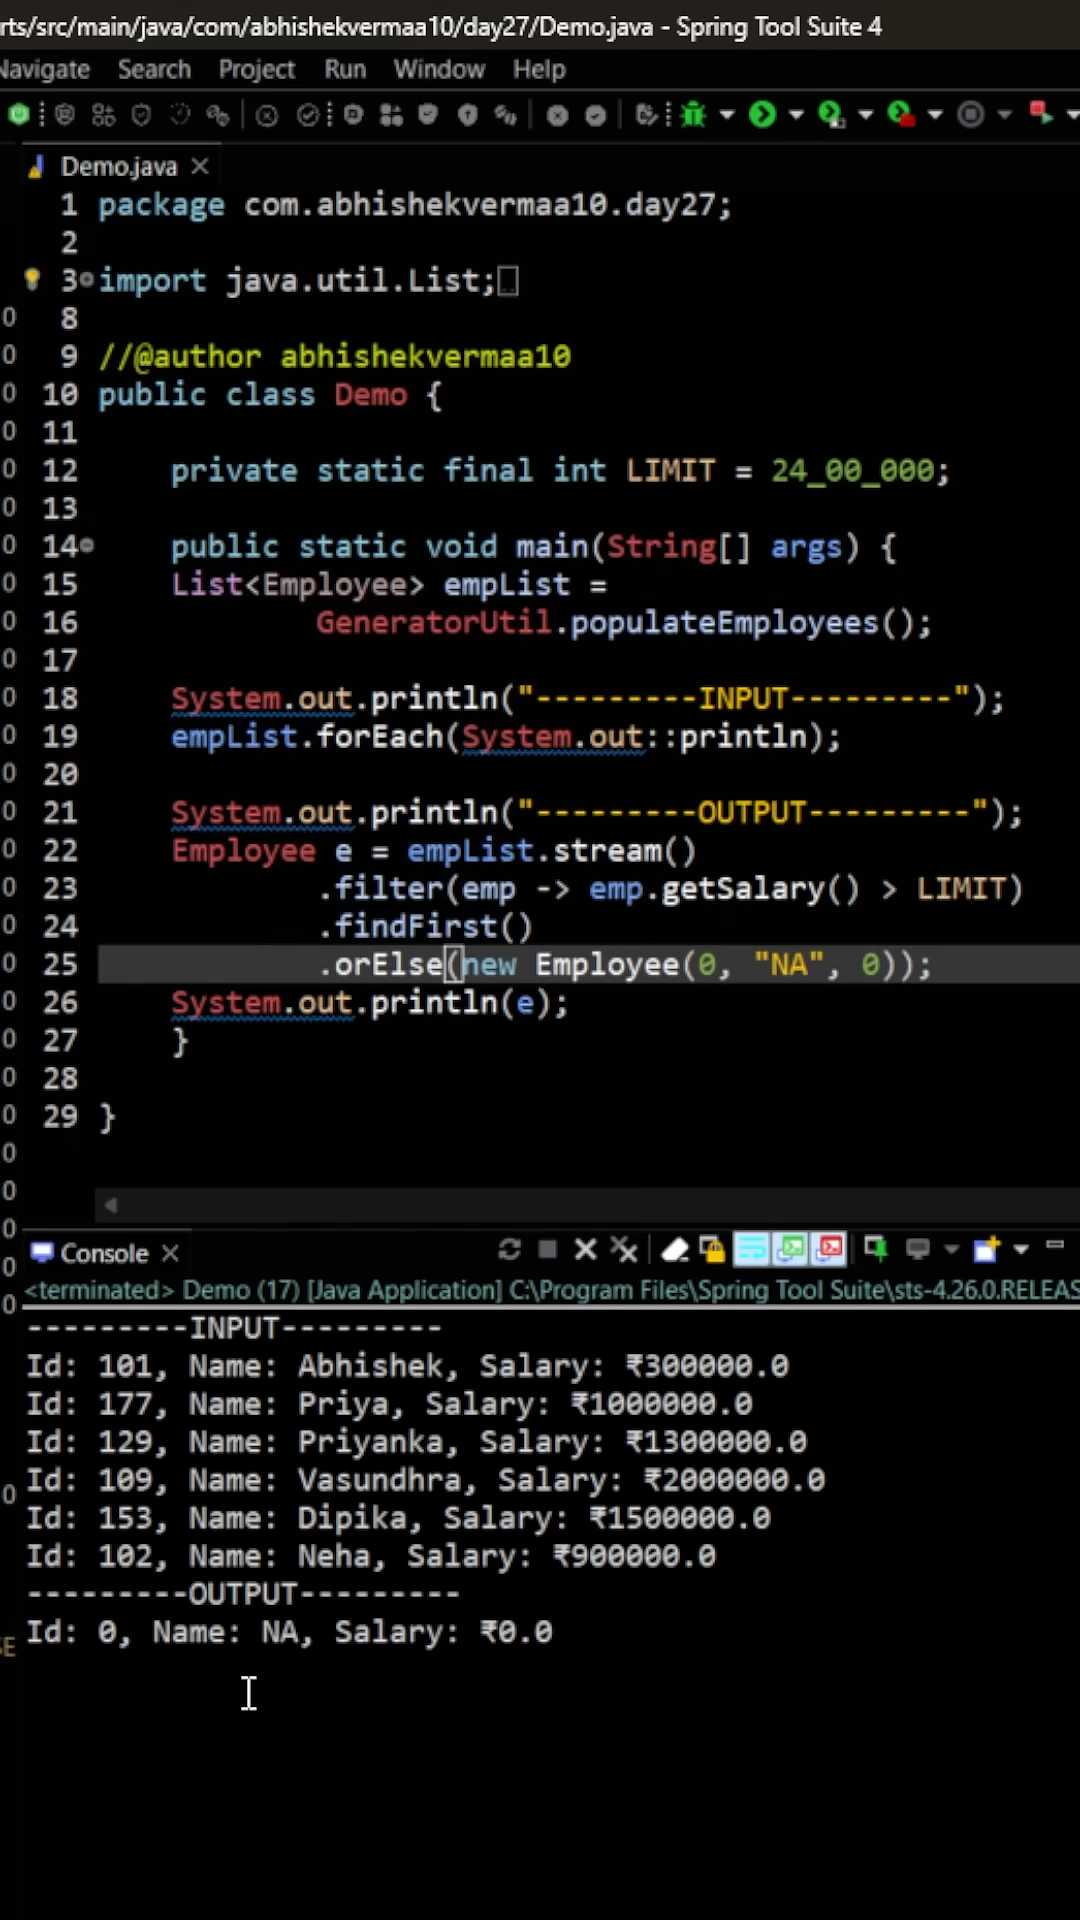 rts/src/main/java/com/abhishekvermaa10/day27/Demo.java - Spring Tool Suite 4
Navigate Search Project Run Window Help
Demo.java
1 package com.abhishekvermaa10.day27;
2
3 import java.util.List;
8
9 //@author abhishekvermaa10
10 public class Demo {
11
12 private static final int LIMIT = 24_00_000;
13
14 public static void main(String[] args) {
15 List<Employee> empList =
16 GeneratorUtil.populateEmployees();
17
18 System.out.println("---------INPUT---------");
19 empList.forEach(System.out::println);
20
21 System.out.println("---------OUTPUT---------");
22 Employee e = empList.stream()
23 .filter(emp -> emp.getSalary() > LIMIT)
24 .findFirst()
25 .orElse(new Employee(0, "NA", 0));
26 System.out.println(e);
27 }
28
29 }
Console
<terminated> Demo (17) [Java Application] C:\Program Files\Spring Tool Suite\sts-4.26.0.RELEAS
---------INPUT---------
Id: 101, Name: Abhishek, Salary: ₹300000.0
Id: 177, Name: Priya, Salary: ₹1000000.0
Id: 129, Name: Priyanka, Salary: ₹1300000.0
Id: 109, Name: Vasundhra, Salary: ₹2000000.0
Id: 153, Name: Dipika, Salary: ₹1500000.0
Id: 102, Name: Neha, Salary: ₹900000.0
---------OUTPUT---------
Id: 0, Name: NA, Salary: ₹0.0